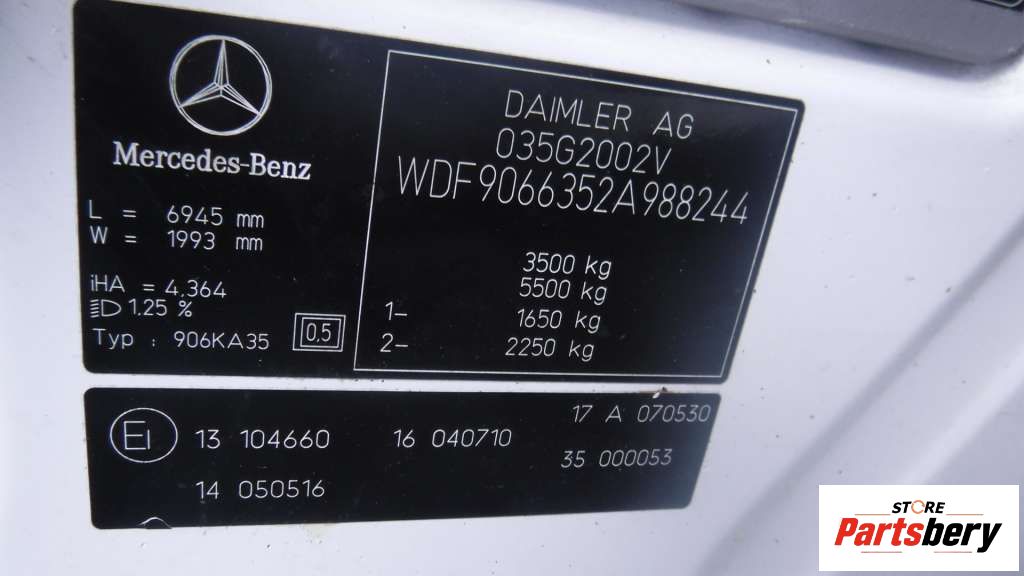 Mercedes-Benz
L = 6945 mm
W = 1993 mm
iHA = 4.364
1.25 %
Typ : 906KA35
0.5
DAIMLER AG
035G2002V
WDF9066352A988244
3500 kg
5500 kg
1- 1650 kg
2- 2250 kg
E1 13 104660 16 040710 17 A 070530
14 050516 35 000053
STORE
Partsbery